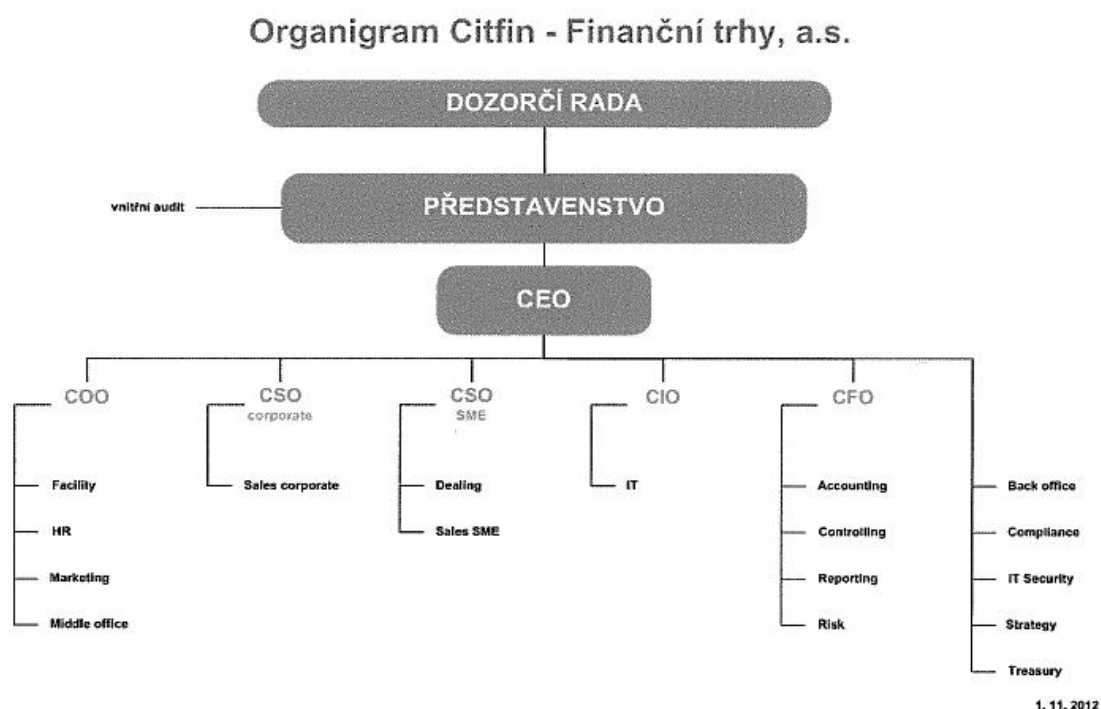 Organigram Citfin - Finanční trhy, a.s.
DOZORČÍ RADA
vnitřní audit
PŘEDSTAVENSTVO
CEO
COO
Facility
HR
Marketing
Middle office
CSO
corporate
Sales corporate
CSO
SME
Dealing
Sales SME
CIO
IT
CFO
Accounting
Controlling
Reporting
Risk
Back office
Compliance
IT Security
Strategy
Treasury
1. 11. 2012